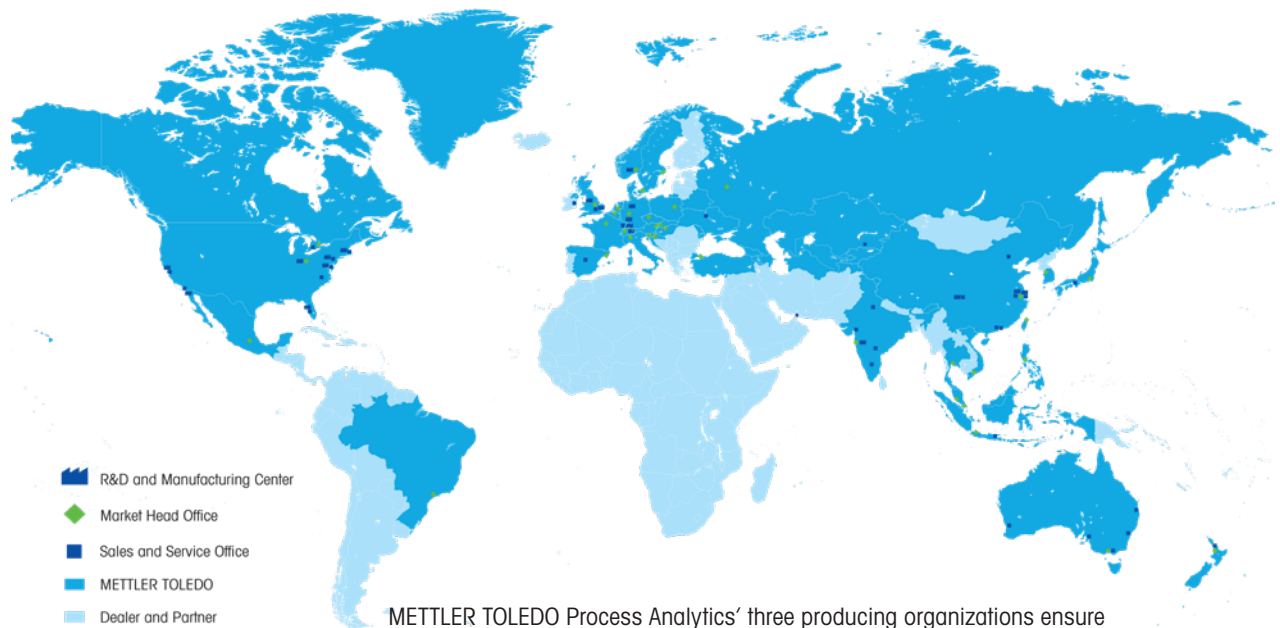 R&D and Manufacturing Center
Market Head Office
Sales and Service Office
METTLER TOLEDO
Dealer and Partner
METTLER TOLEDO Process Analytics’ three producing organizations ensure